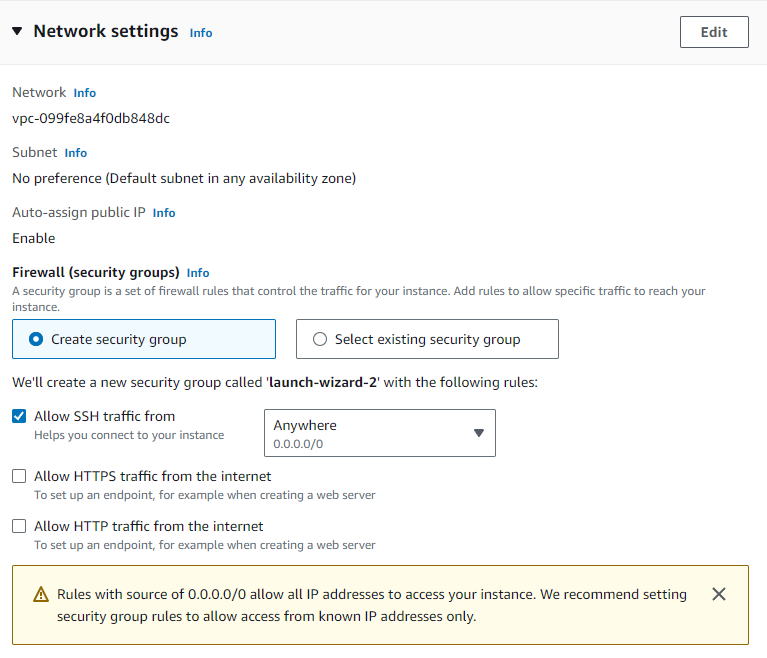 Network settings Info
Edit
Network Info
vpc-099fe8a4f0db848dc
Subnet Info
No preference (Default subnet in any availability zone)
Auto-assign public IP Info
Enable
Firewall (security groups) Info
A security group is a set of firewall rules that control the traffic for your instance. Add rules to allow specific traffic to reach your
instance.
Create security group
Select existing security group
We'll create a new security group called 'launch-wizard-2' with the following rules:
Allow SSH traffic from
Helps you connect to your instance
Anywhere
0.0.0.0/0
Allow HTTPS traffic from the internet
To set up an endpoint, for example when creating a web server
Allow HTTP traffic from the internet
To set up an endpoint, for example when creating a web server
Rules with source of 0.0.0.0/0 allow all IP addresses to access your instance. We recommend setting
security group rules to allow access from known IP addresses only.